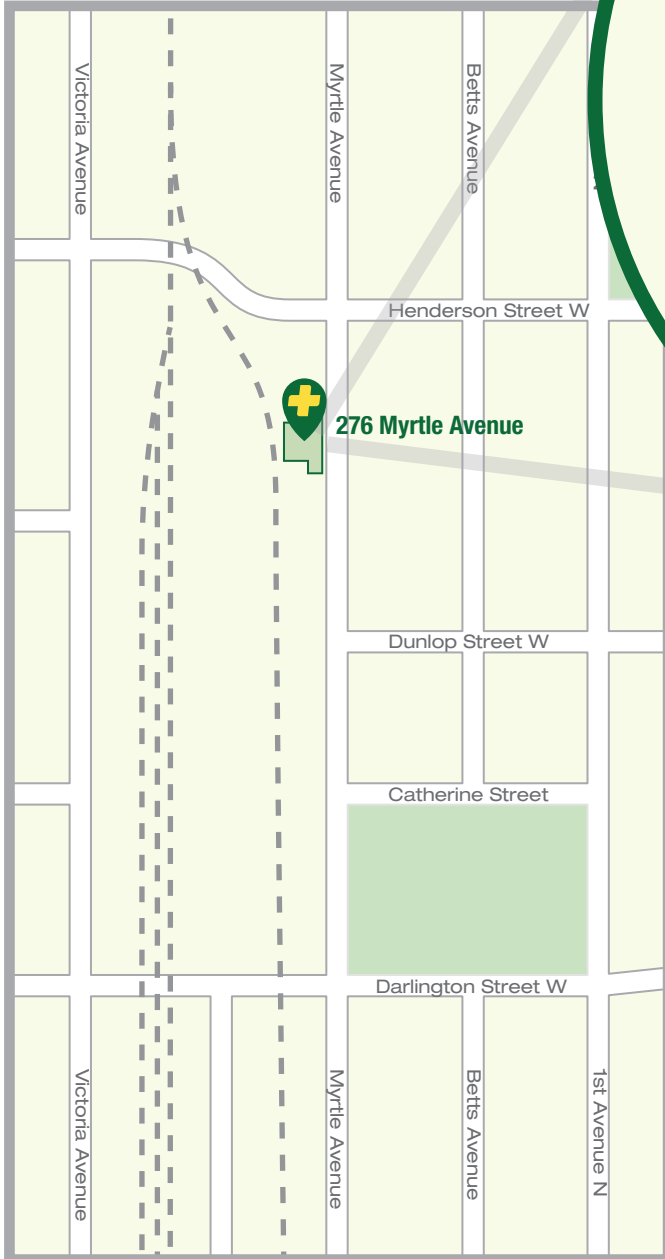 Victoria Avenue
Myrtle Avenue
Betts Avenue
Henderson Street W
276 Myrtle Avenue
Dunlop Street W
Catherine Street
Darlington Street W
Victoria Avenue
Myrtle Avenue
Betts Avenue
1st Avenue N